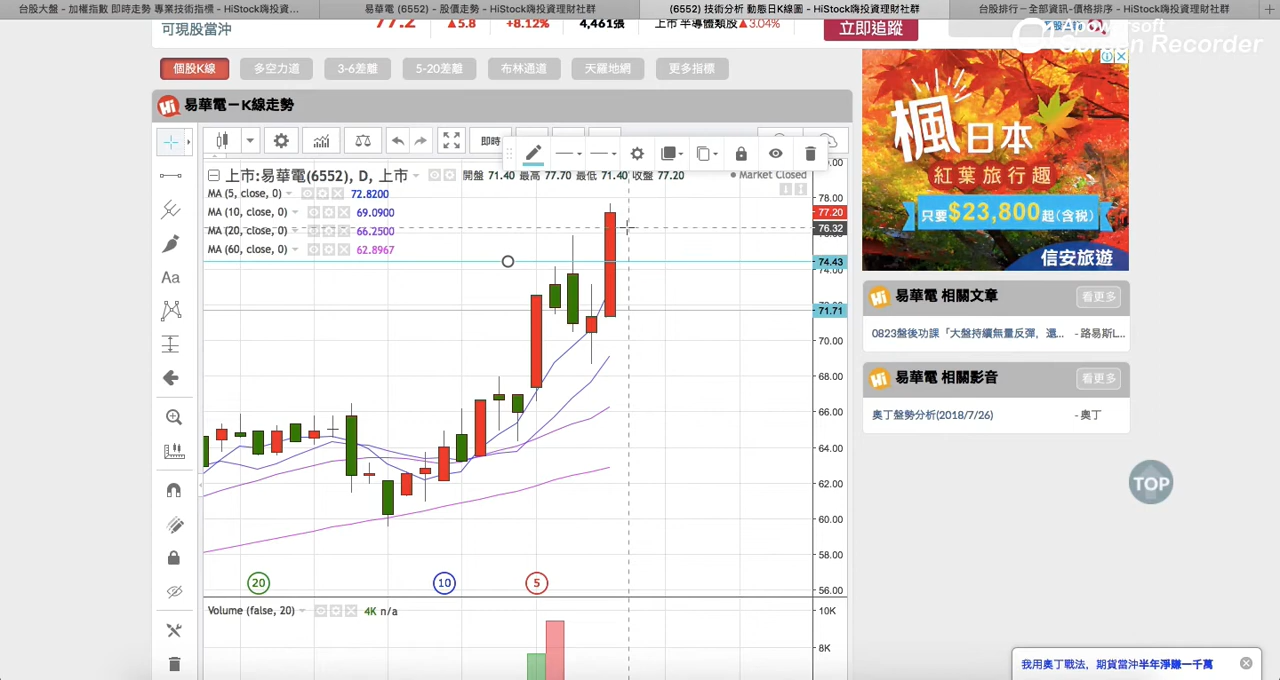 台股大盤 - 加權指數 即時走勢 專業技術指標 - HiStock嗨投資...
易華電 (6552) - 股價走勢 - HiStock嗨投資理財社群
(6552) 技術分析 動態日K線圖 - HiStock嗨投資理財社群
台股排行－全部資訊-價格排序 - HiStock嗨投資理財社群
可現股當沖
77.2
▲5.8
+8.12%
4,461張
上市 半導體類股▲3.04%
立即追蹤
Apowersoft
Screen Recorder
個股K線
多空力道
3-6乖離
5-20乖離
布林通道
天羅地網
更多指標
Hi 易華電－K線走勢
即時
上市:易華電(6552), D, 上市
開盤 71.40 最高 77.70 最低 71.40 收盤 77.20
Market Closed
MA (5, close, 0) 72.8200
MA (10, close, 0) 69.0900
MA (20, close, 0) 66.2500
MA (60, close, 0) 62.8967
Aa
78.00
77.20
76.32
74.43
74.00
71.71
70.00
68.00
66.00
64.00
62.00
60.00
58.00
56.00
20
10
5
Volume (false, 20) 4K n/a
10K
8K
楓日本
紅葉旅行趣
只要$23,800起(含稅)
信安旅遊
Hi 易華電 相關文章
看更多
0823盤後功課「大盤持續無量反彈，還... - 路易斯L...
Hi 易華電 相關影音
看更多
奧丁盤勢分析(2018/7/26) - 奧丁
TOP
我用奧丁戰法，期貨當沖半年淨賺一千萬